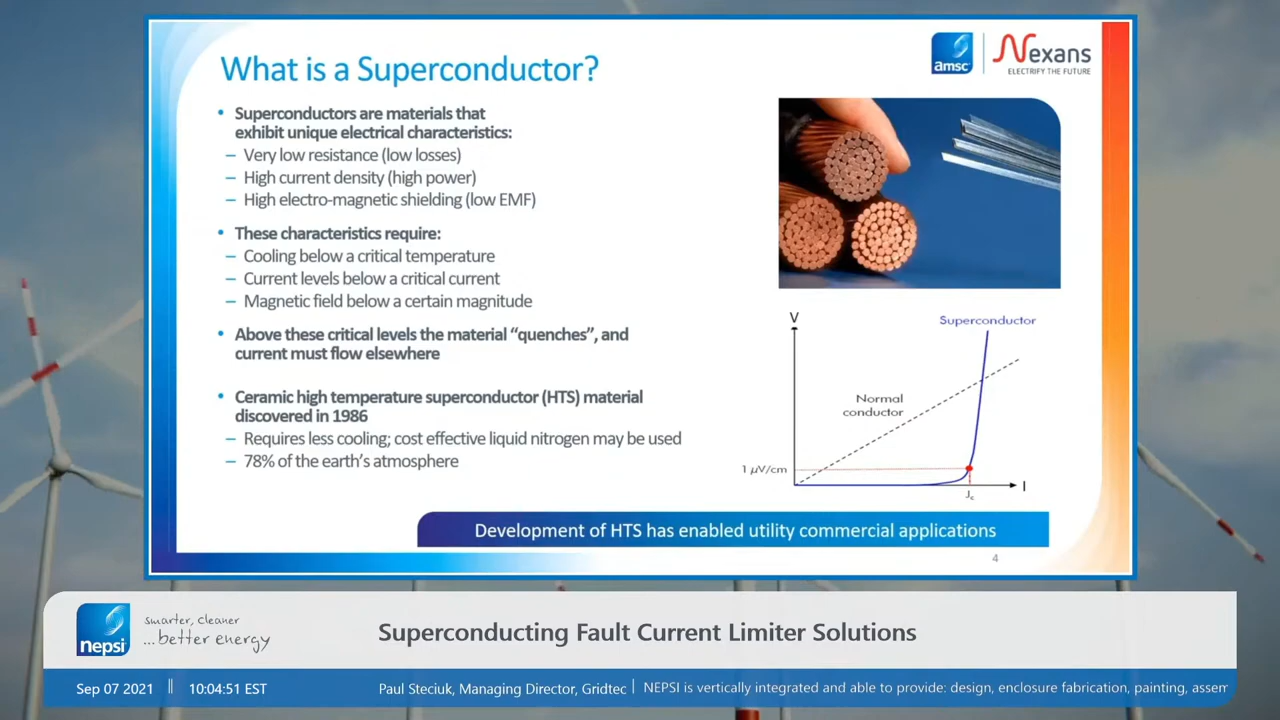 What is a Superconductor?
amsc
Nexans
ELECTRIFY THE FUTURE
• Superconductors are materials that
exhibit unique electrical characteristics:
– Very low resistance (low losses)
– High current density (high power)
– High electro-magnetic shielding (low EMF)
• These characteristics require:
– Cooling below a critical temperature
– Current levels below a critical current
– Magnetic field below a certain magnitude
• Above these critical levels the material “quenches”, and
current must flow elsewhere
• Ceramic high temperature superconductor (HTS) material
discovered in 1986
– Requires less cooling; cost effective liquid nitrogen may be used
– 78% of the earth’s atmosphere
V
Superconductor
Normal
conductor
1 μV/cm
I
Jc
Development of HTS has enabled utility commercial applications
4
nepsi
smarter, cleaner
...better energy
Superconducting Fault Current Limiter Solutions
Sep 07 2021 || 10:04:51 EST
Paul Steciuk, Managing Director, Gridtec | NEPSI is vertically integrated and able to provide: design, enclosure fabrication, painting, assem